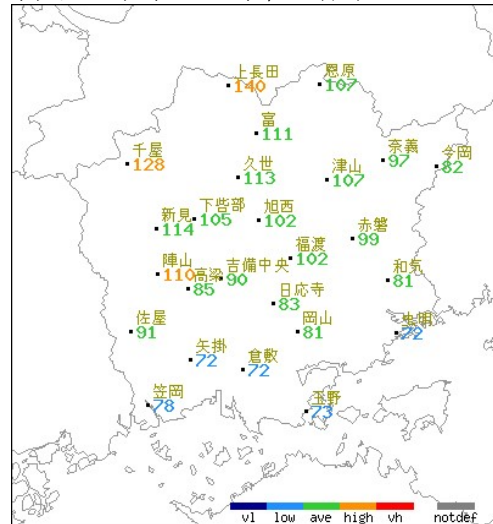 上長田
140
恩原
107
富
111
千屋
128
久世
113
津山
107
奈義
97
今岡
82
下呰部
105
旭西
102
新見
114
赤磐
99
福渡
102
陣山
110
高梁
85
吉備中央
90
和気
81
日応寺
83
佐屋
91
岡山
81
虫明
72
矢掛
72
倉敷
72
笠岡
78
玉野
73
vl low ave high vh notdef